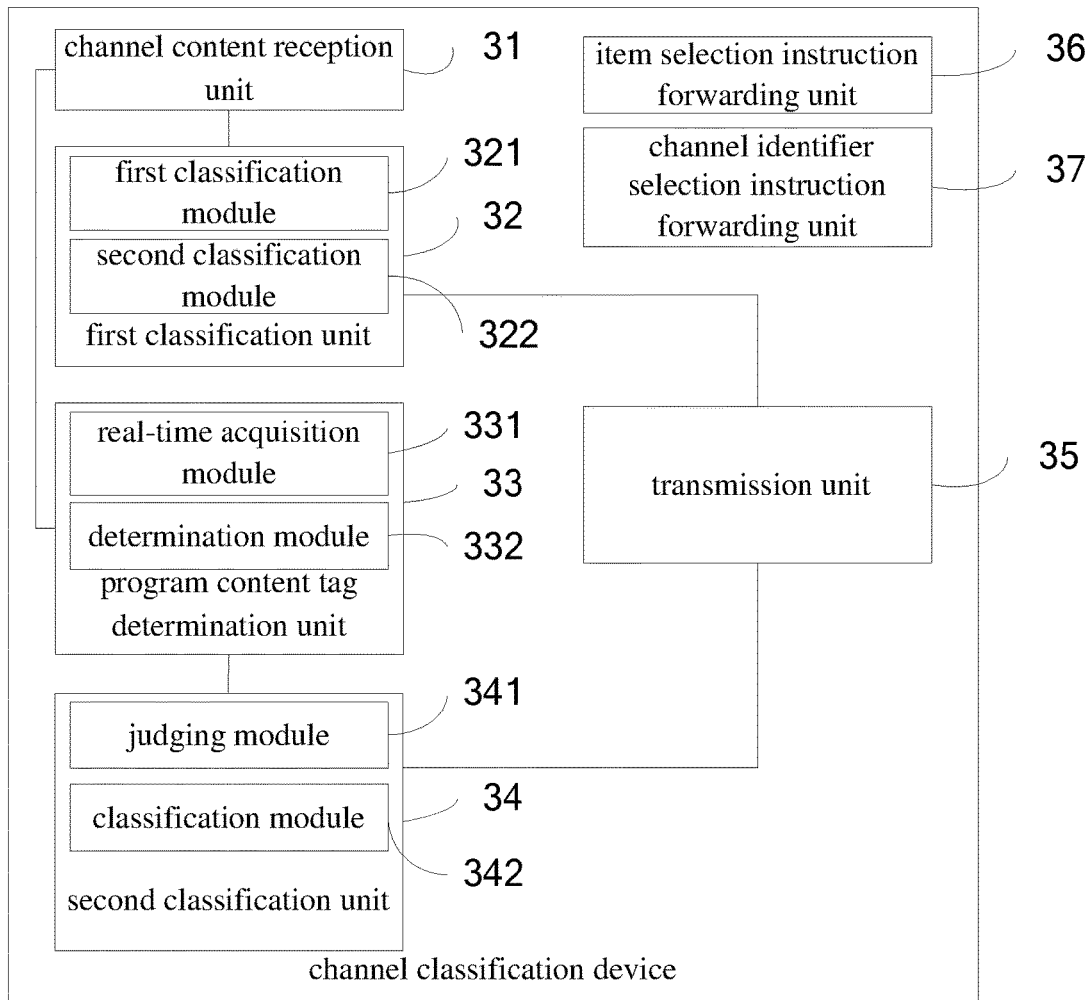 channel content reception
unit
31
item selection instruction
forwarding unit
36
first classification
module
321
channel identifier
selection instruction
forwarding unit
37
32
second classification
module
first classification unit
322
real-time acquisition
module
331
33
determination module
332
program content tag
determination unit
transmission unit
35
judging module
341
34
classification module
342
second classification unit
channel classification device